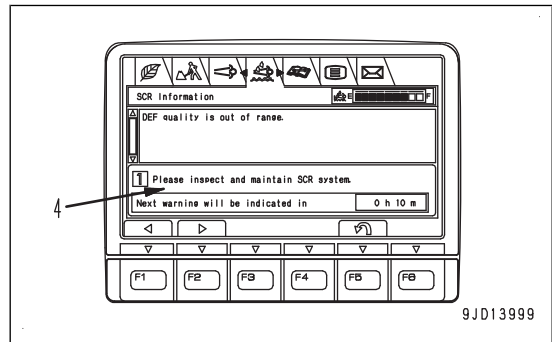 SCR Information
E F
DEF quality is out of range.
1 Please inspect and maintain SCR system.
4
Next warning will be indicated in 0 h 10 m
F1 F2 F3 F4 F5 F6
9JD13999